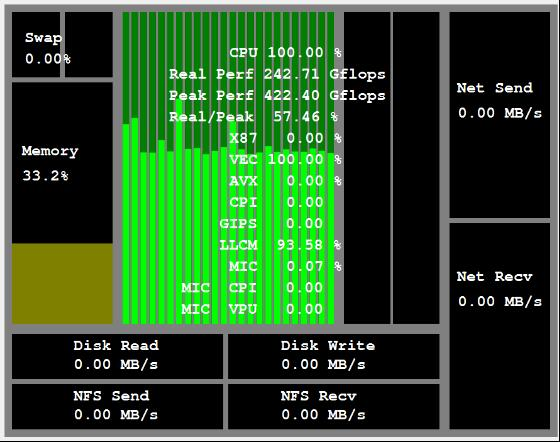 Swap
0.00%
Memory
33.2%
CPU 100.00 %
Real Perf 242.71 Gflops
Peak Perf 422.40 Gflops
Real/Peak 57.46 %
X87 0.00 %
VEC 100.00 %
AVX 0.00 %
CPI 0.00
GIPS 0.00
LLCM 93.58 %
MIC 0.07 %
MIC CPI 0.00
MIC VPU 0.00
Net Send
0.00 MB/s
Net Recv
0.00 MB/s
Disk Read
0.00 MB/s
Disk Write
0.00 MB/s
NFS Send
0.00 MB/s
NFS Recv
0.00 MB/s